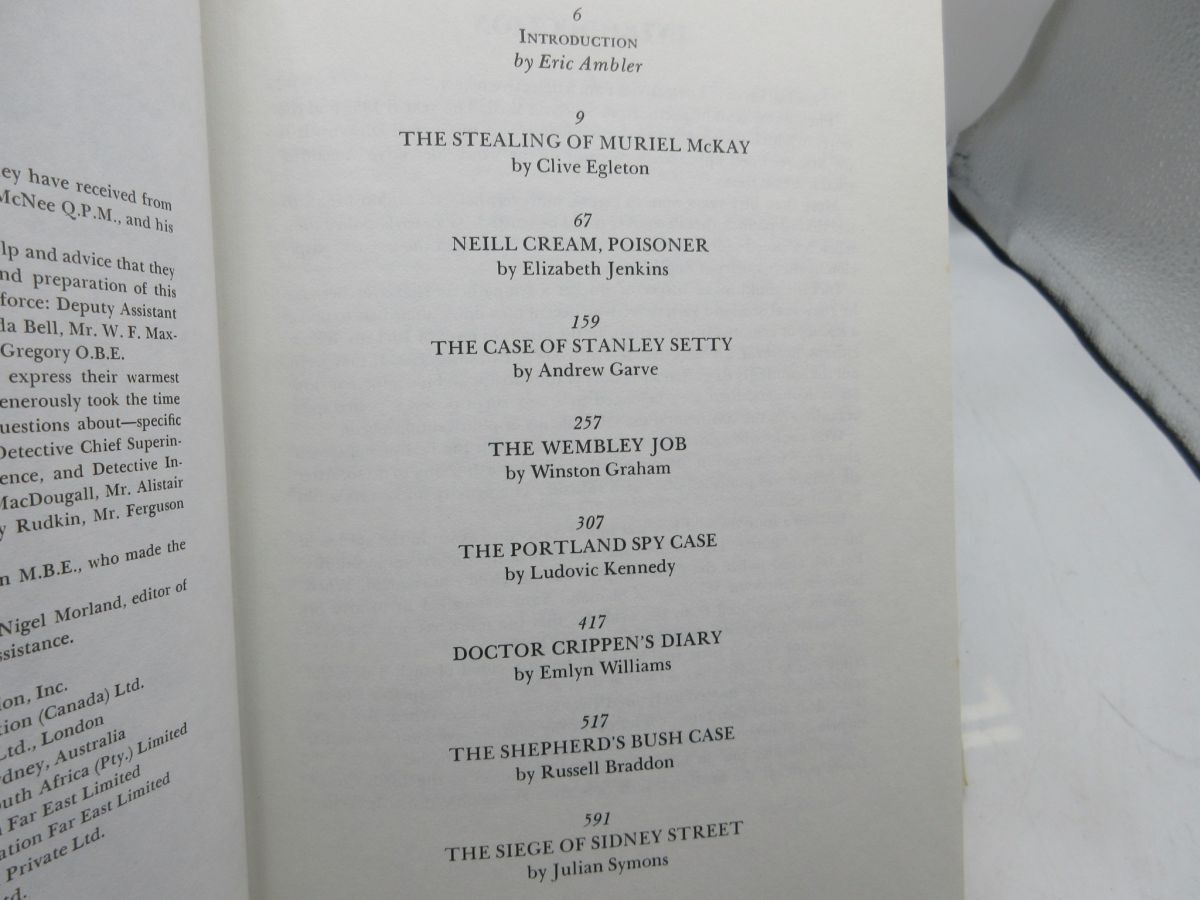 ey have received from
McNee Q.P.M., and his
lp and advice that they
nd preparation of this
force: Deputy Assistant
da Bell, Mr. W. F. Max-
Gregory O.B.E.
express their warmest
enerously took the time
uestions about—specific
Detective Chief Superin-
ence, and Detective In-
MacDougall, Mr. Alistair
y Rudkin, Mr. Ferguson
n M.B.E., who made the
Nigel Morland, editor of
ssistance.
ion, Inc.
tion (Canada) Ltd.
Ltd., London
dney, Australia
outh Africa (Pty.) Limited
Far East Limited
ation Far East Limited
Private Ltd.
td.
6
INTRODUCTION
by Eric Ambler
9
THE STEALING OF MURIEL McKAY
by Clive Egleton
67
NEILL CREAM, POISONER
by Elizabeth Jenkins
159
THE CASE OF STANLEY SETTY
by Andrew Garve
257
THE WEMBLEY JOB
by Winston Graham
307
THE PORTLAND SPY CASE
by Ludovic Kennedy
417
DOCTOR CRIPPEN'S DIARY
by Emlyn Williams
517
THE SHEPHERD'S BUSH CASE
by Russell Braddon
591
THE SIEGE OF SIDNEY STREET
by Julian Symons